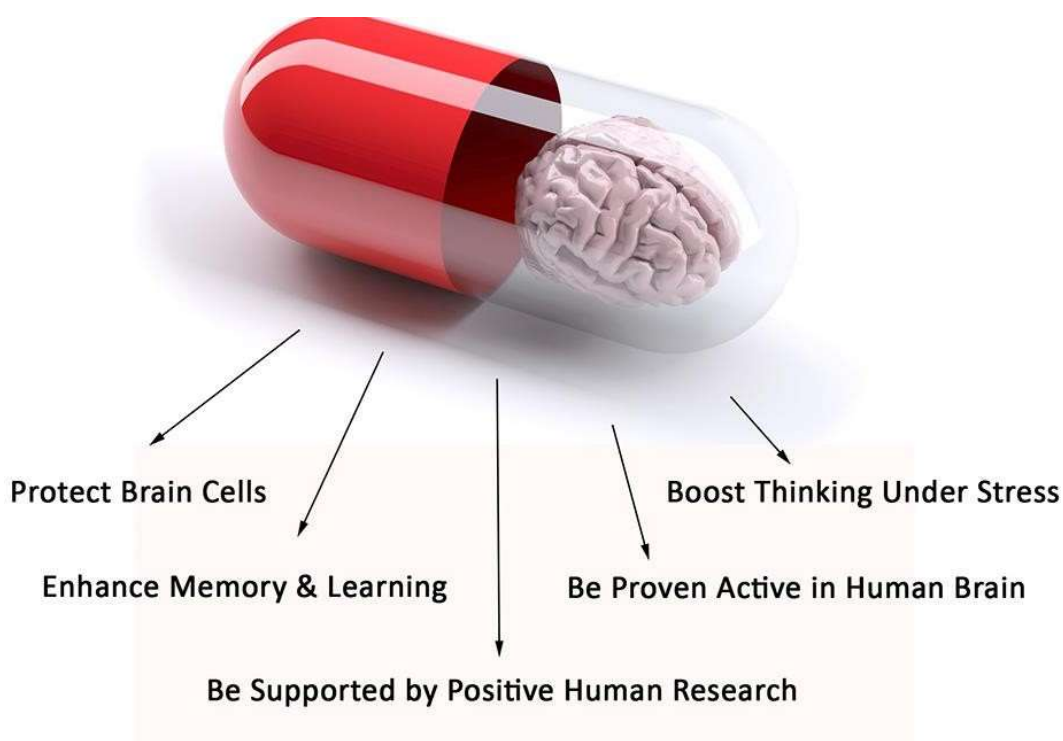 Protect Brain Cells
Boost Thinking Under Stress
Enhance Memory & Learning
Be Proven Active in Human Brain
Be Supported by Positive Human Research